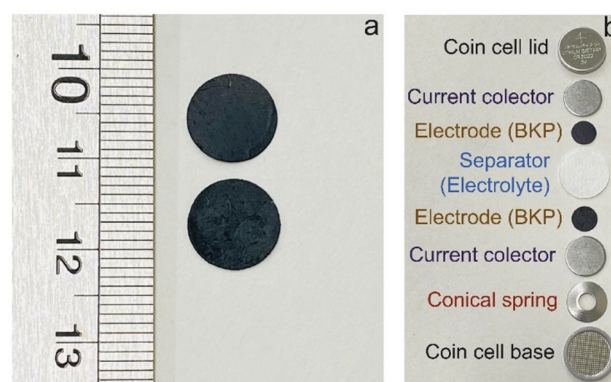 a
10
11
12
13
b
Coin cell lid
Current colector
Electrode (BKP)
Separator
(Electrolyte)
Electrode (BKP)
Current colector
Conical spring
Coin cell base